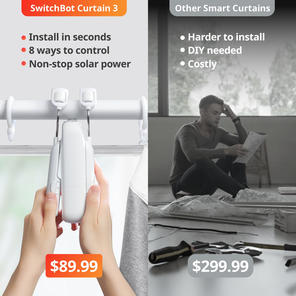 SwitchBot Curtain 3
Install in seconds
8 ways to control
Non-stop solar power
$89.99
Other Smart Curtains
Harder to install
DIY needed
Costly
$299.99